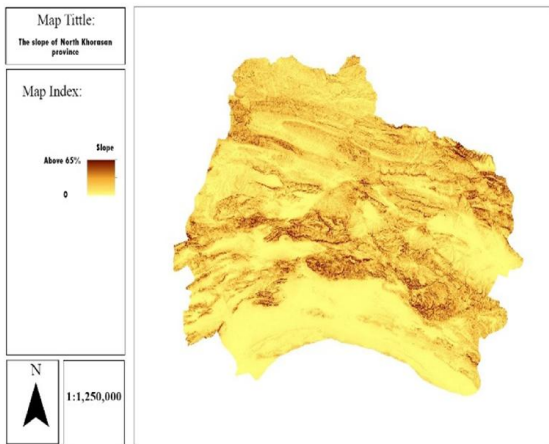 Map Tittle:
The slope of North Khorasan
province
Map Index:
Slope
Above 65%
0
N
1:1,250,000